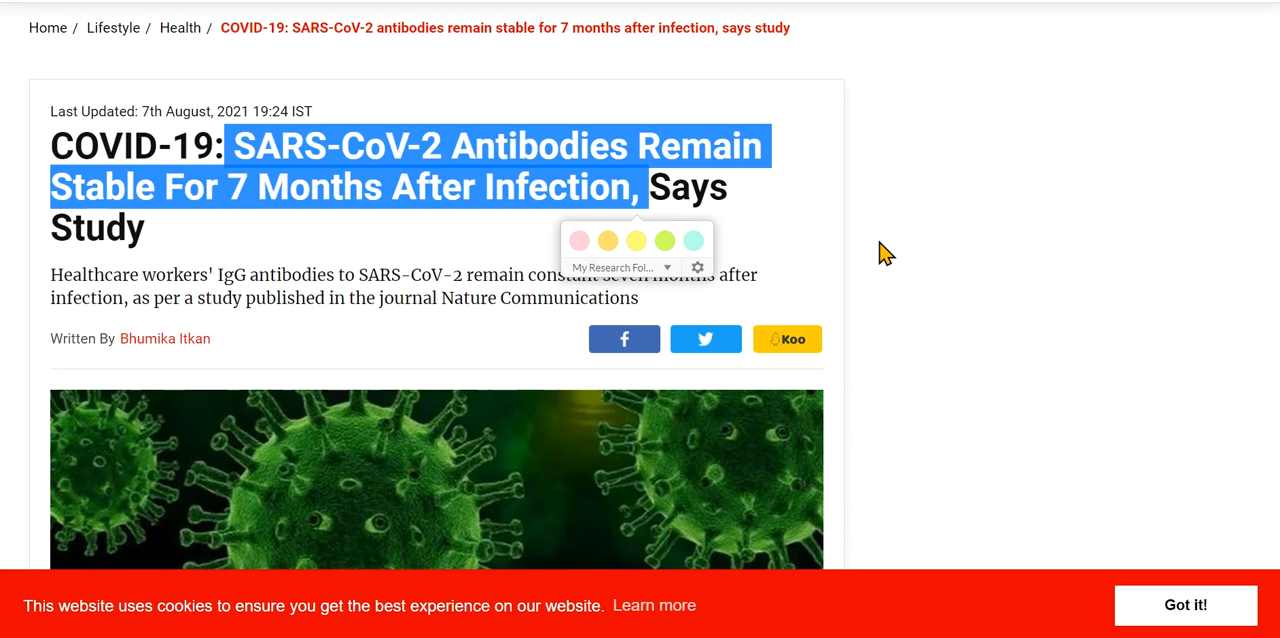 Home / Lifestyle / Health / COVID-19: SARS-CoV-2 antibodies remain stable for 7 months after infection, says study
Last Updated: 7th August, 2021 19:24 IST
COVID-19: SARS-CoV-2 Antibodies Remain
Stable For 7 Months After Infection, Says
Study
My Research Fol...
Healthcare workers' IgG antibodies to SARS-CoV-2 remain constant seven months after
infection, as per a study published in the journal Nature Communications
Written By Bhumika Itkan
f
Koo
This website uses cookies to ensure you get the best experience on our website. Learn more
Got it!